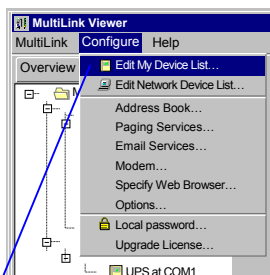 MultiLink Viewer
MultiLink Configure Help
Overview
Edit My Device List…
Edit Network Device List…
Address Book…
Paging Services…
Email Services…
Modem…
Specify Web Browser…
Options…
Local password…
Upgrade License…
UPS at COM1